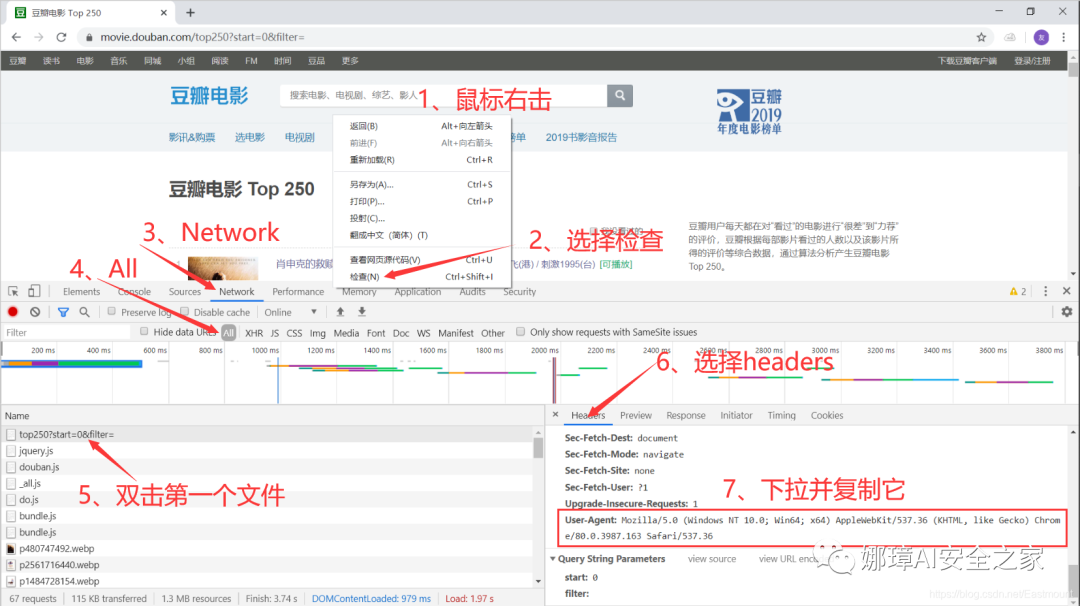 豆瓣电影 Top 250
movie.douban.com/top250?start=0&filter=
友
豆瓣 读书 电影 音乐 同城 小组 阅读 FM 时间 豆品 更多 下载豆瓣客户端 登录/注册
豆瓣电影
搜索电影、电视剧、综艺、影人
1、鼠标右击
豆瓣
2019
年度电影榜单
影讯&购票 选电影 电视剧
榜单 2019书影音报告
返回(B) Alt+向左箭头
前进(F) Alt+向右箭头
重新加载(R) Ctrl+R
另存为(A)... Ctrl+S
打印(P)... Ctrl+P
投射(C)...
翻成中文（简体）(T)
查看网页源代码(V) Ctrl+U
检查(N) Ctrl+Shift+I
豆瓣电影 Top 250
2、选择检查
3、Network
4、All
肖申克的救赎
飞(港) / 刺激1995(台) [可播放]
豆瓣用户每天都在对“看过”的电影进行“很差”到“力荐”
的评价，豆瓣根据每部影片看过的人数以及该影片所
得的评价等综合数据，通过算法分析产生豆瓣电影
Top 250。
Elements Console Sources Network Performance Memory Application Audits Security 2
Preserve log Disable cache Online
Filter Hide data URLs All XHR JS CSS Img Media Font Doc WS Manifest Other Only show requests with SameSite issues
200 ms 400 ms 600 ms 800 ms 1000 ms 1200 ms 1400 ms 1600 ms 1800 ms 2000 ms 2200 ms 2400 ms 2600 ms 2800 ms 3000 ms 3200 ms 3400 ms 3600 ms 3800 ms
6、选择headers
Name
top250?start=0&filter=
jquery.js
douban.js
_all.js
do.js
bundle.js
bundle.js
p480747492.webp
p2561716440.webp
p1484728154.webp
5、双击第一个文件
67 requests 115 KB transferred 1.3 MB resources Finish: 3.74 s DOMContentLoaded: 979 ms Load: 1.97 s
Headers Preview Response Initiator Timing Cookies
Sec-Fetch-Dest: document
Sec-Fetch-Mode: navigate
Sec-Fetch-Site: none
Sec-Fetch-User: ?1
Upgrade-Insecure-Requests: 1
7、下拉并复制它
User-Agent: Mozilla/5.0 (Windows NT 10.0; Win64; x64) AppleWebKit/537.36 (KHTML, like Gecko) Chrom
e/80.0.3987.163 Safari/537.36
Query String Parameters view source view URL enc
start: 0
filter:
娜璋AI安全之家